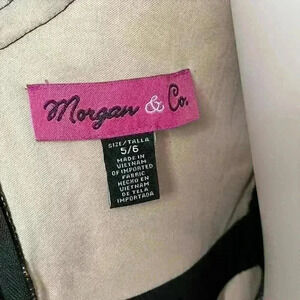 Morgan & Co.
SIZE/TALLA
5/6
MADE IN
VIETNAM
OF IMPORTED
FABRIC
HECHO EN
VIETNAM
DE TELA
IMPORTADA